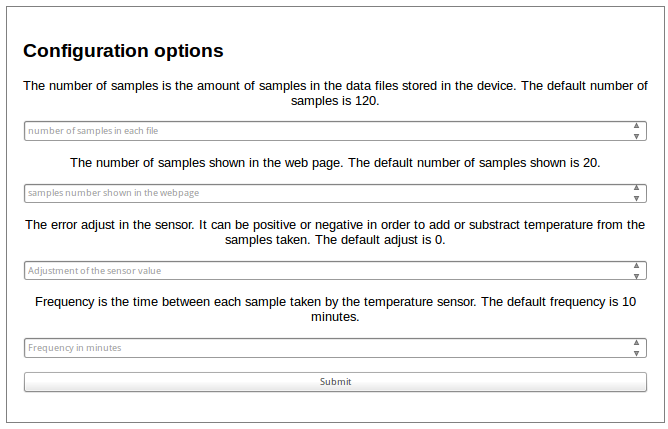 Configuration options
The number of samples is the amount of samples in the data files stored in the device. The default number of
samples is 120.
number of samples in each file
The number of samples shown in the web page. The default number of samples shown is 20.
samples number shown in the webpage
The error adjust in the sensor. It can be positive or negative in order to add or substract temperature from the
samples taken. The default adjust is 0.
Adjustment of the sensor value
Frequency is the time between each sample taken by the temperature sensor. The default frequency is 10
minutes.
Frequency in minutes
Submit